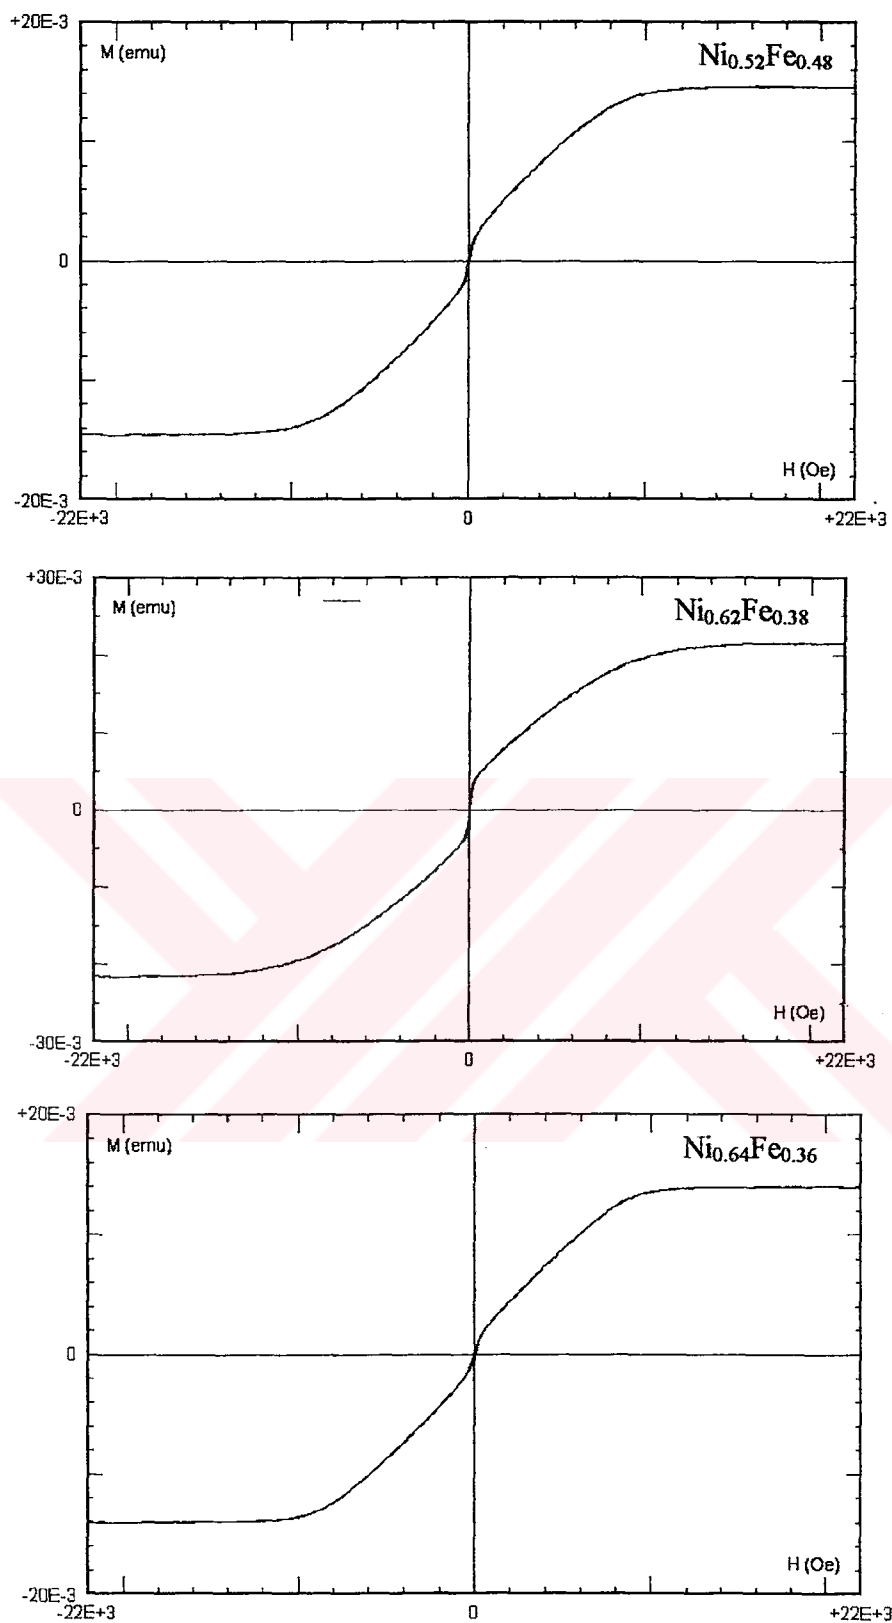 +20E-3
M (emu)
Ni0.52Fe0.48
0
H (Oe)
-20E-3
-22E+3
0
+22E+3
+30E-3
M (emu)
Ni0.62Fe0.38
0
H (Oe)
-30E-3
-22E+3
0
+22E+3
+20E-3
M (emu)
Ni0.64Fe0.36
0
H (Oe)
-20E-3
-22E+3
0
+22E+3